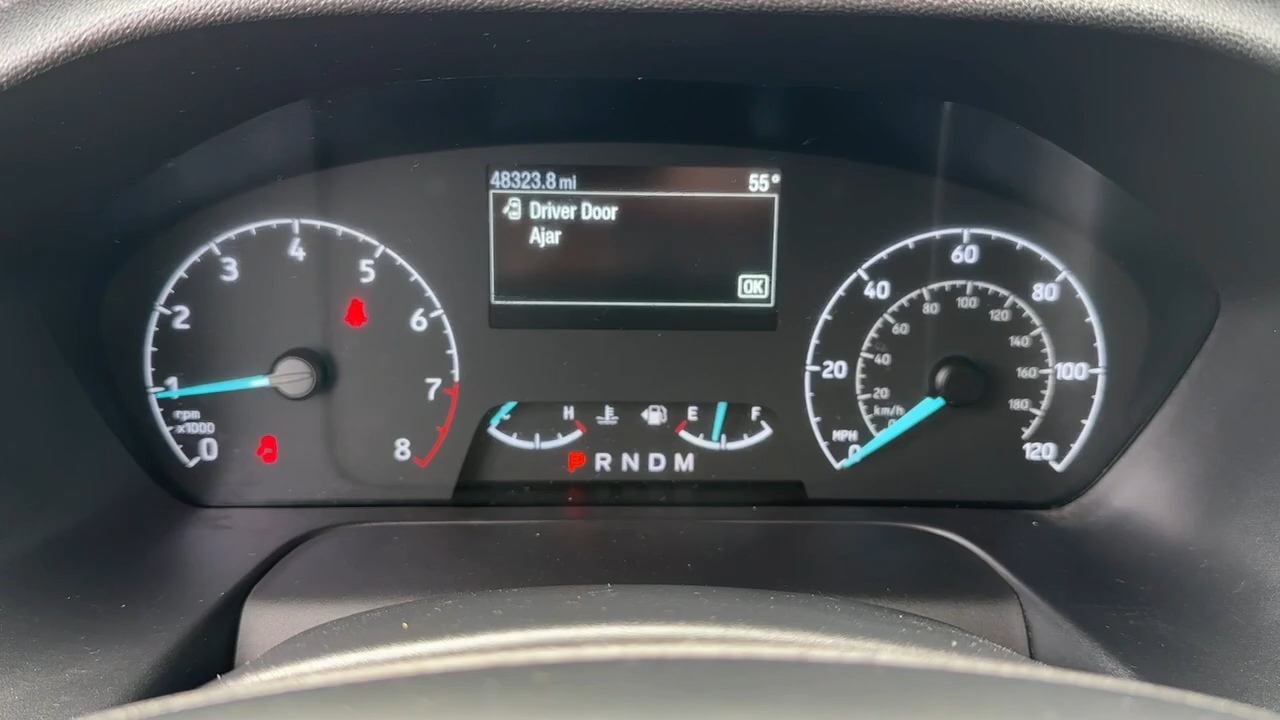 48323.8 mi 55°
Driver Door
Ajar
OK
0 1 2 3 4 5 6 7 8
rpm
x1000
H E F
P R N D M
0 20 40 60 80 100 120
MPH
20 40 60 80 100 120 140 160 180
km/h